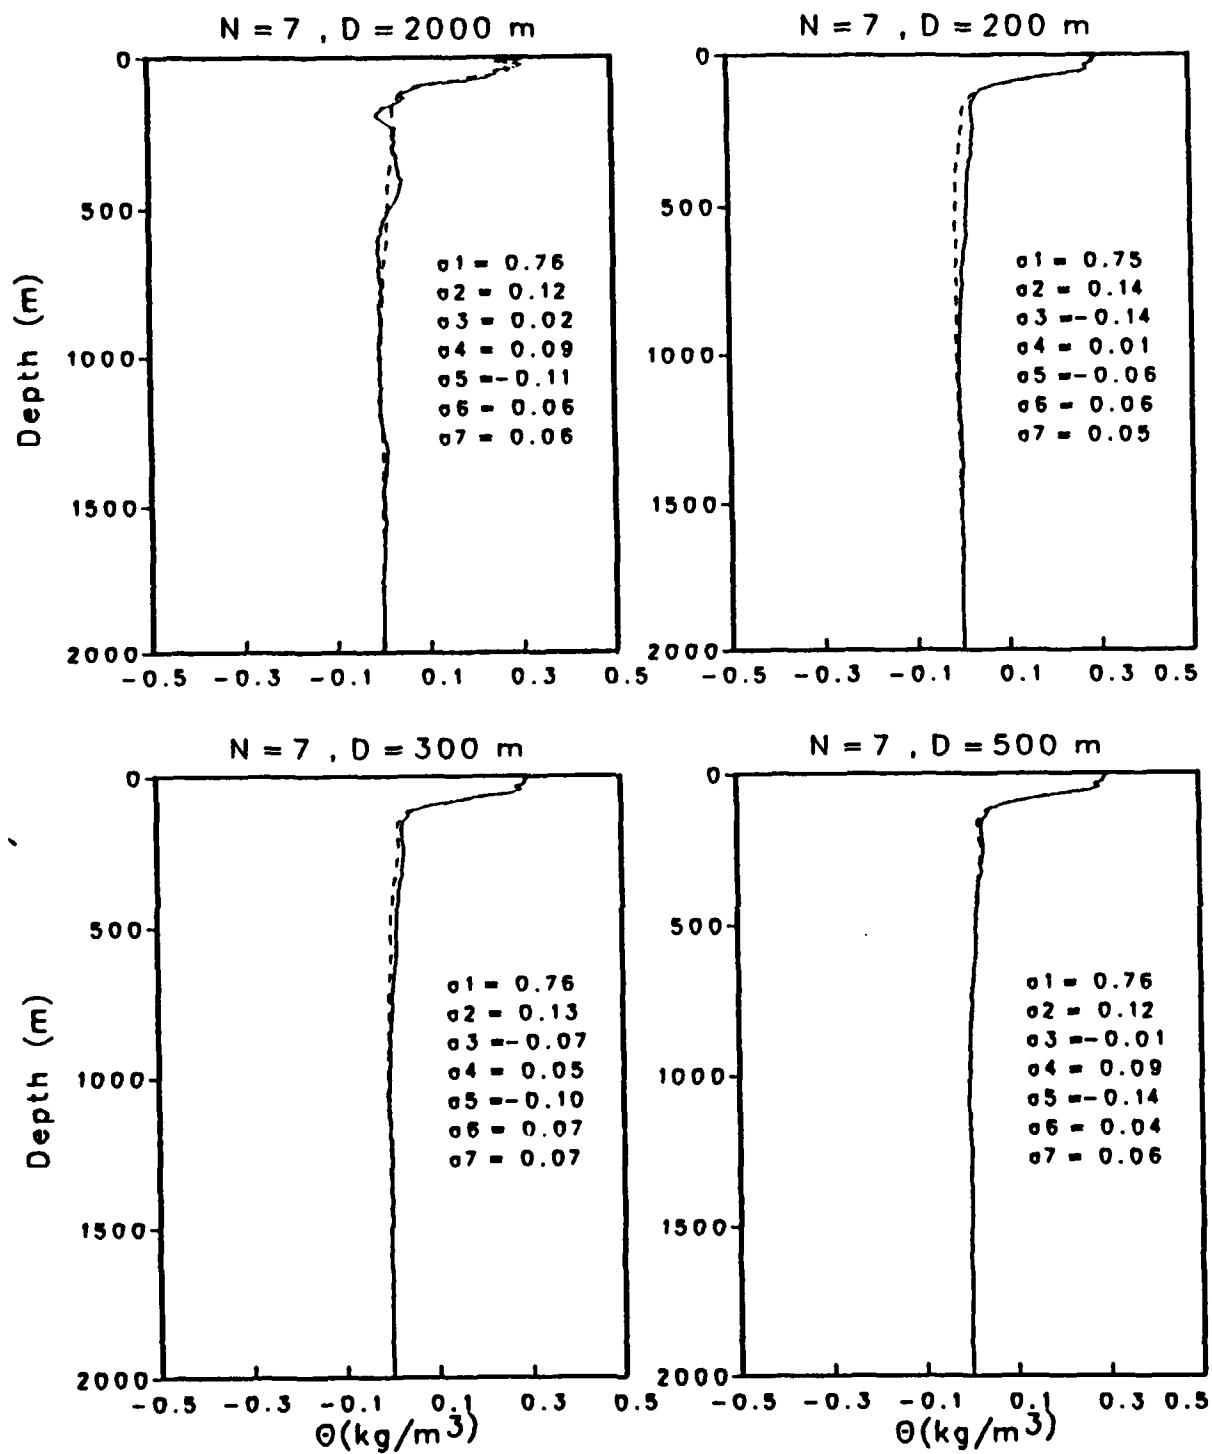 N = 7 , D = 2000 m
0
500
1000
1500
2000
Depth (m)
σ1 = 0.76
σ2 = 0.12
σ3 = 0.02
σ4 = 0.09
σ5 =-0.11
σ6 = 0.06
σ7 = 0.06
-0.5 -0.3 -0.1 0.1 0.3 0.5
N = 7 , D = 200 m
0
500
1000
1500
2000
σ1 = 0.75
σ2 = 0.14
σ3 =-0.14
σ4 = 0.01
σ5 =-0.06
σ6 = 0.06
σ7 = 0.05
-0.5 -0.3 -0.1 0.1 0.3 0.5
N = 7 , D = 300 m
0
500
1000
1500
2000
Depth (m)
σ1 = 0.76
σ2 = 0.13
σ3 =-0.07
σ4 = 0.05
σ5 =-0.10
σ6 = 0.07
σ7 = 0.07
-0.5 -0.3 -0.1 0.1 0.3 0.5
Θ(kg/m³)
N = 7 , D = 500 m
0
500
1000
1500
2000
σ1 = 0.76
σ2 = 0.12
σ3 =-0.01
σ4 = 0.09
σ5 =-0.14
σ6 = 0.04
σ7 = 0.06
-0.5 -0.3 -0.1 0.1 0.3 0.5
Θ(kg/m³)